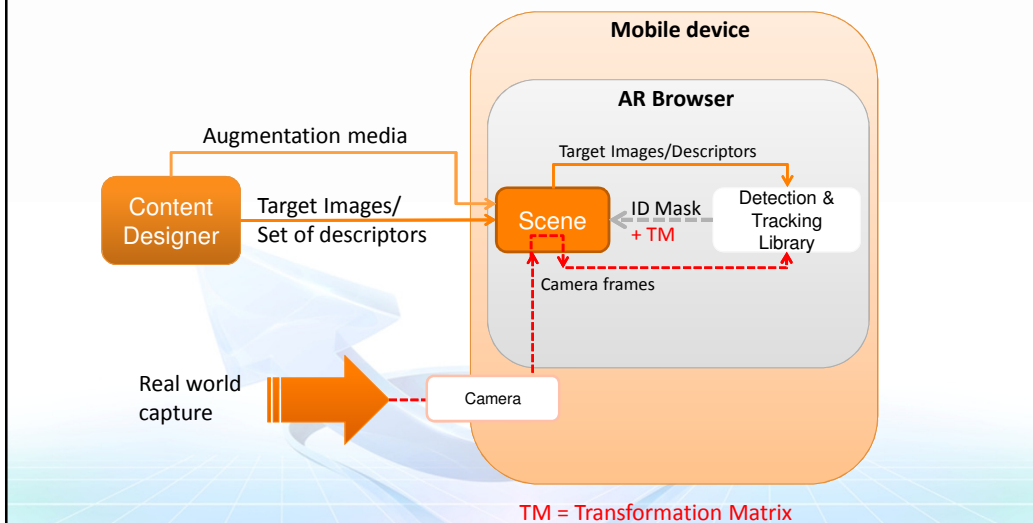 Mobile device
AR Browser
Augmentation media
Target Images/Descriptors
Content
Designer
Target Images/
Set of descriptors
Scene
ID Mask
+ TM
Detection &
Tracking
Library
Camera frames
Real world
capture
Camera
TM = Transformation Matrix